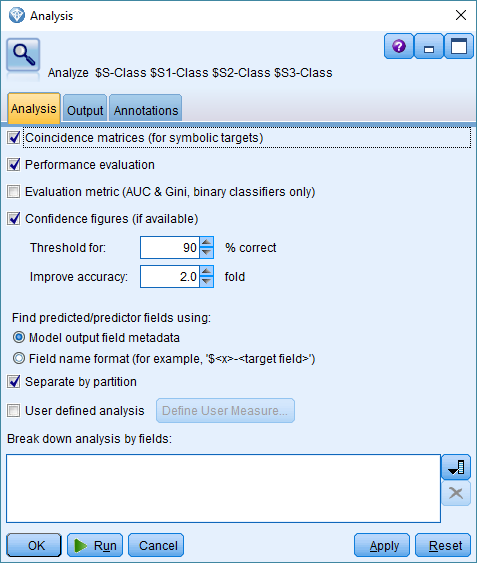 Analysis
Analyze $S-Class $S1-Class $S2-Class $S3-Class
Analysis Output Annotations
Coincidence matrices (for symbolic targets)
Performance evaluation
Evaluation metric (AUC & Gini, binary classifiers only)
Confidence figures (if available)
Threshold for: 90 % correct
Improve accuracy: 2.0 fold
Find predicted/predictor fields using:
Model output field metadata
Field name format (for example, '$<x>-<target field>')
Separate by partition
User defined analysis Define User Measure...
Break down analysis by fields:
OK Run Cancel Apply Reset